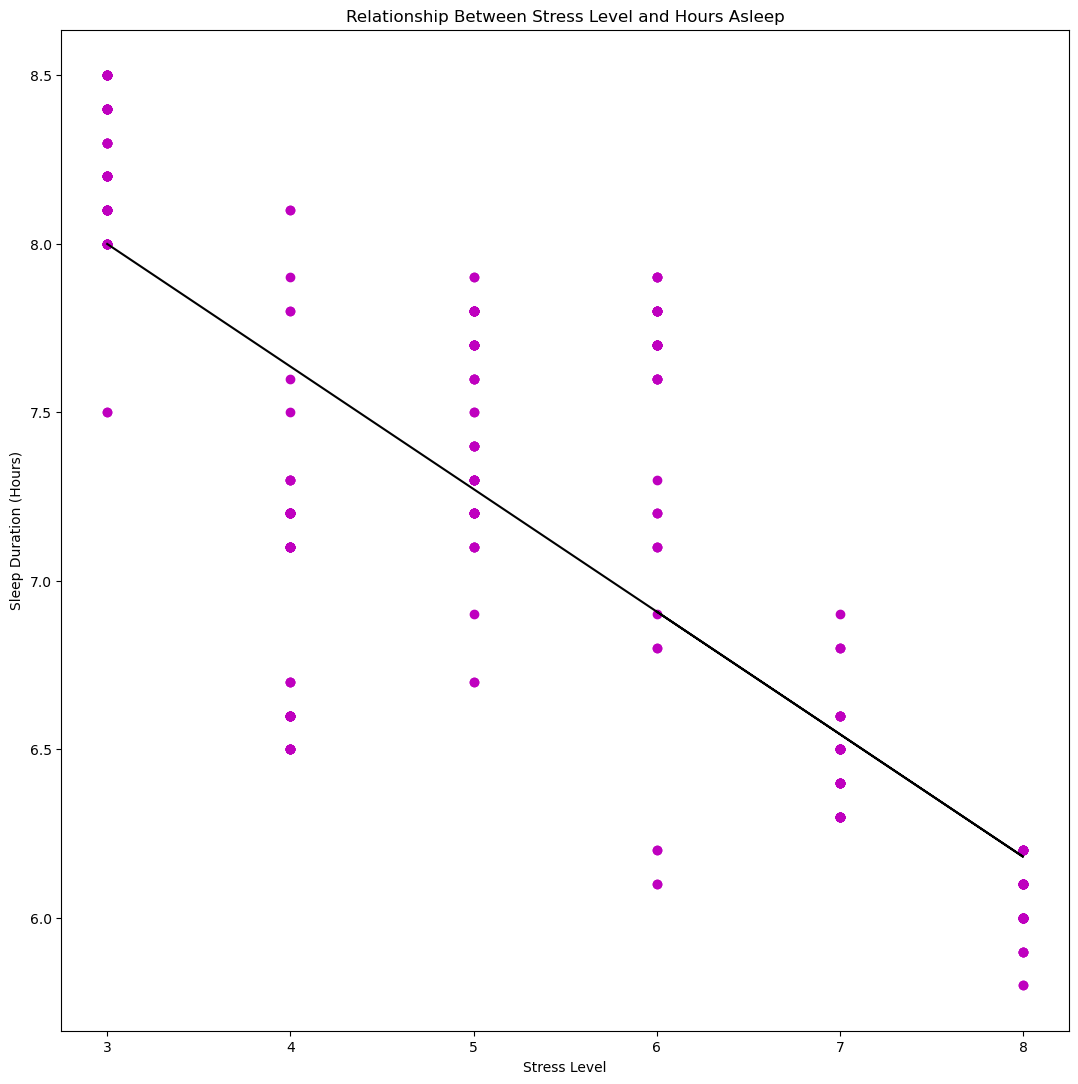 Relationship Between Stress Level and Hours Asleep
Sleep Duration (Hours)
8.5
8.0
7.5
7.0
6.5
6.0
3 4 5 6 7 8
Stress Level